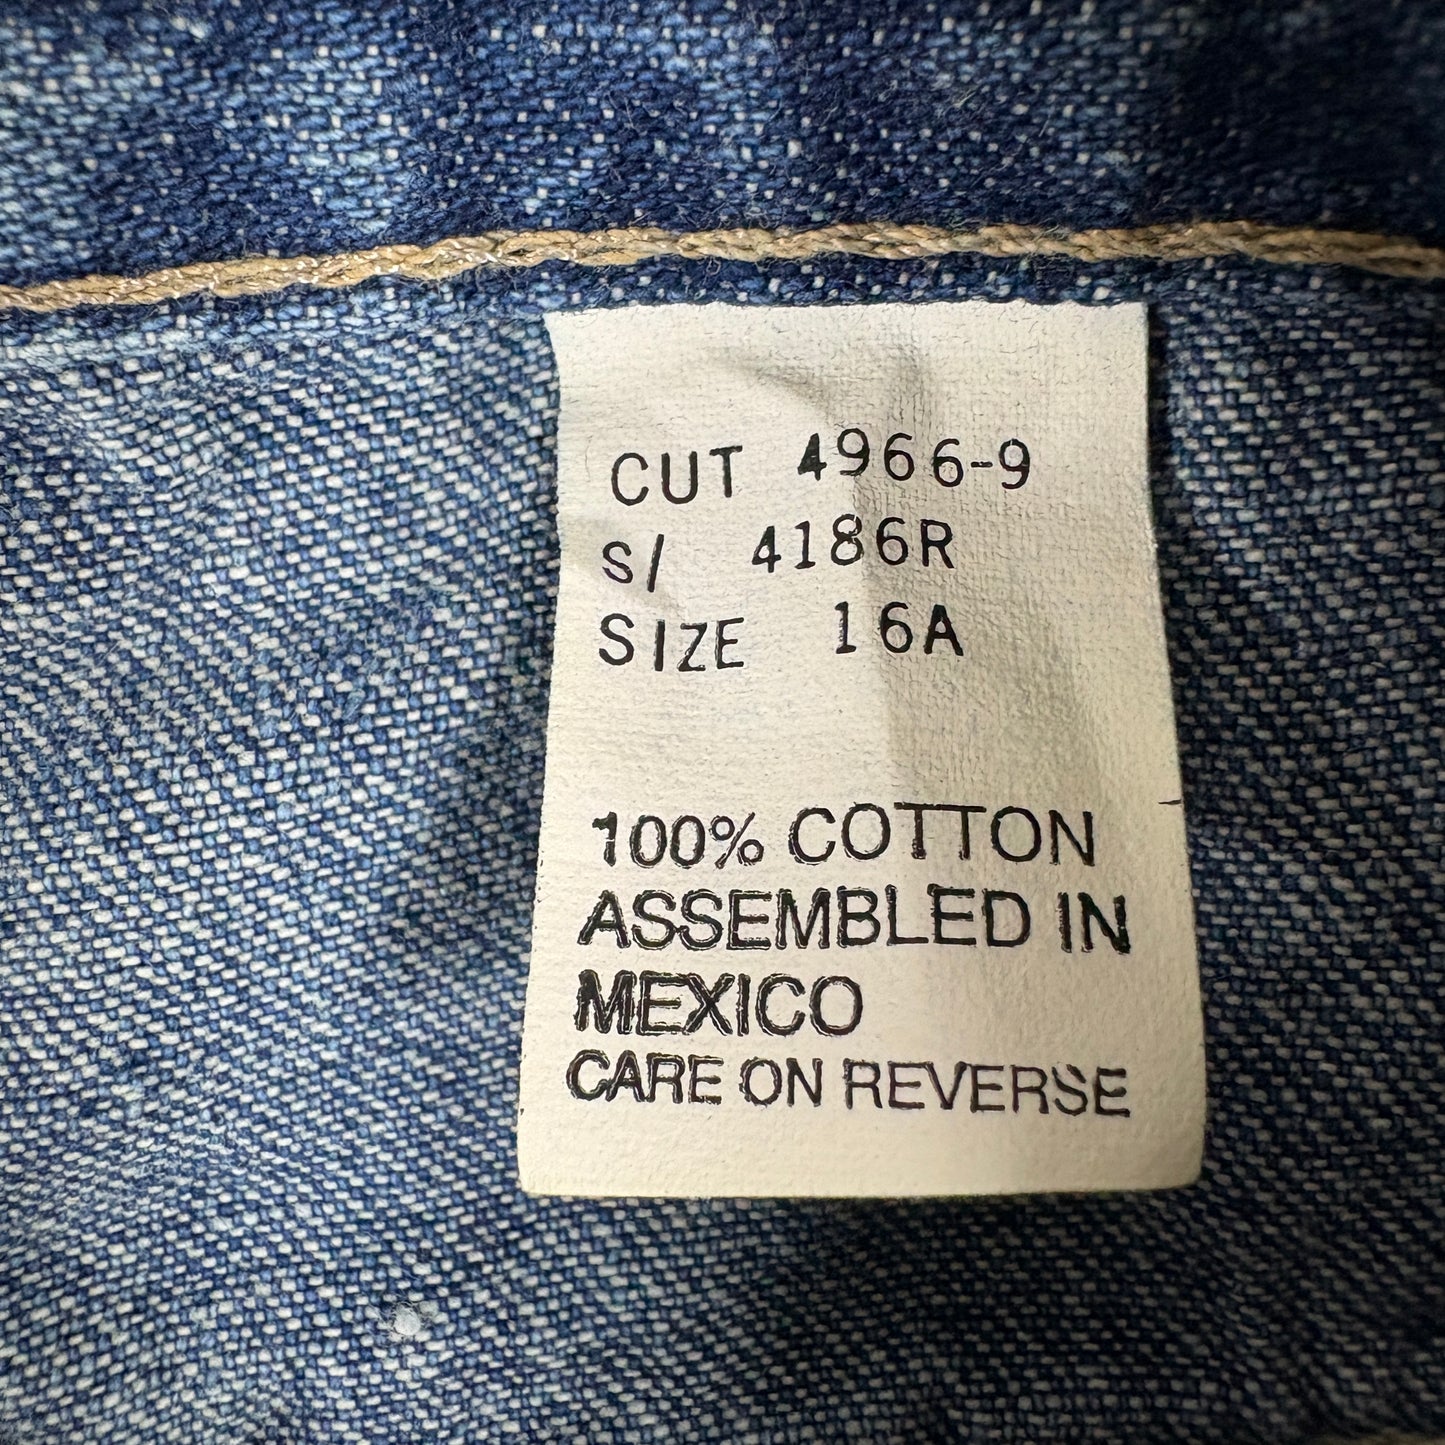 CUT 4966-9
S/ 4186R
SIZE 16A
100% COTTON
ASSEMBLED IN
MEXICO
CARE ON REVERSE